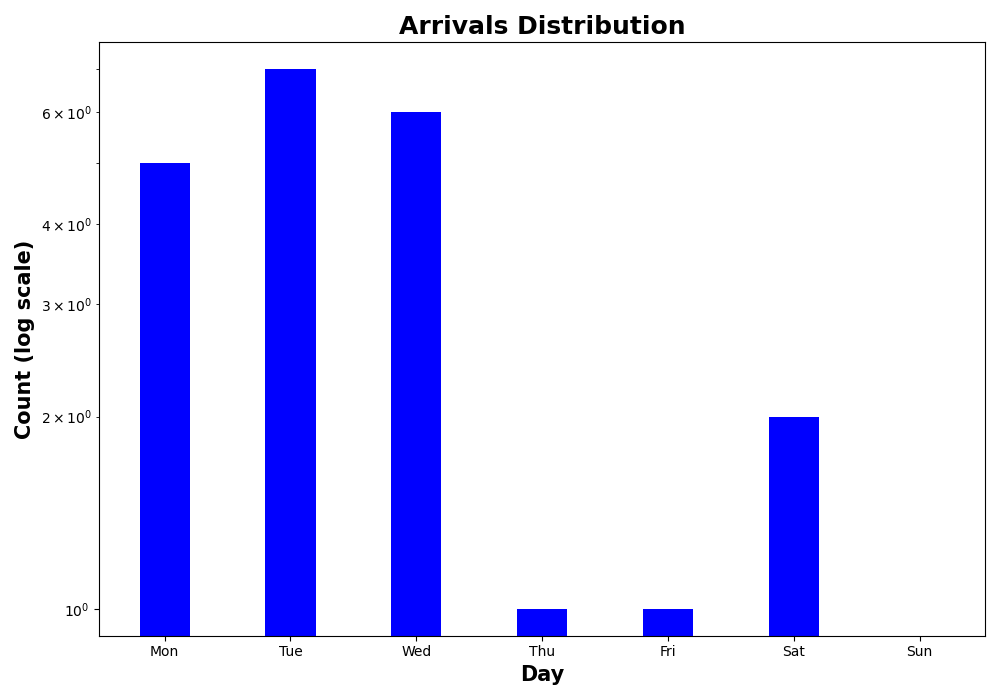 Arrivals Distribution
6 × 10⁰
4 × 10⁰
3 × 10⁰
2 × 10⁰
10⁰
Count (log scale)
Mon Tue Wed Thu Fri Sat Sun
Day